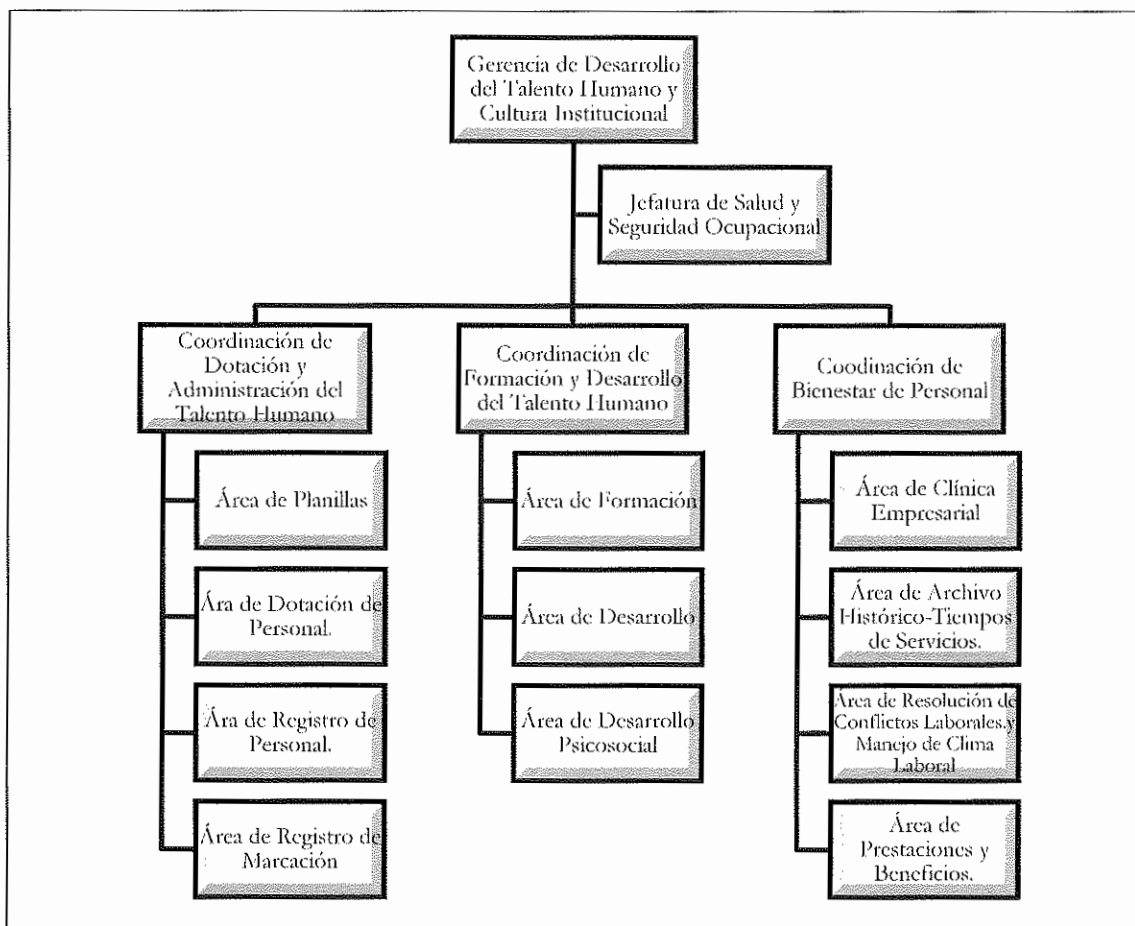 Gerencia de Desarrollo
del Talento Humano y
Cultura Institucional
Jefatura de Salud y
Seguridad Ocupacional
Coordinación de
Dotación y
Administración del
Talento Humano
Área de Planillas
Ára de Dotación de
Personal.
Ára de Registro de
Personal.
Área de Registro de
Marcación
Coordinación de
Formación y Desarrollo
del Talento Humano
Área de Formación
Área de Desarrollo
Área de Desarrollo
Psicosocial
Coodinación de
Bienestar de Personal
Área de Clínica
Empresarial
Área de Archivo
Histórico-Tiempos
de Servicios.
Área de Resolución de
Conflictos Laborales.y
Manejo de Clima
Laboral
Área de
Prestaciones y
Beneficios.